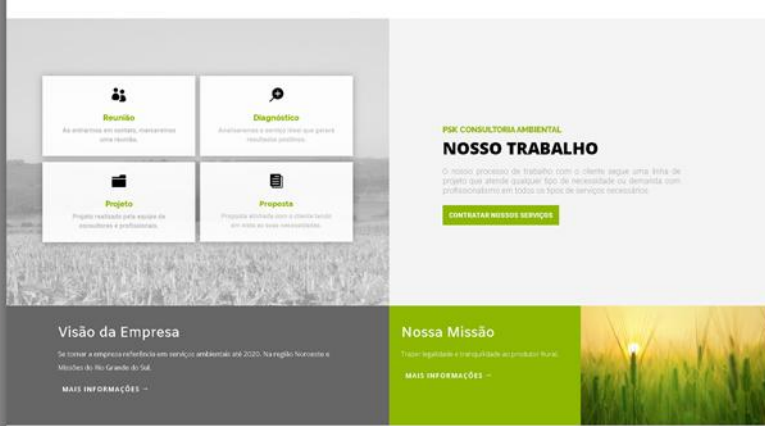 Reunião
Ao entrarmos em contato, marcaremos
uma reunião.
Diagnóstico
Analisaremos o serviço ideal que gerará
resultados positivos.
Projeto
Projeto realizado pela equipe de
consultores e profissionais.
Proposta
Proposta alinhada com o cliente tendo
em vista as suas necessidades.
PSK CONSULTORIA AMBIENTAL
NOSSO TRABALHO
O nosso processo de trabalho com o cliente segue uma linha de
projeto que atende qualquer tipo de necessidade ou demanda com
profissionalismo em todos os tipos de serviços necessários.
CONTRATAR NOSSOS SERVIÇOS
Visão da Empresa
Se tornar a empresa referência em serviços ambientais até 2020. Na região Noroeste e
Missões do Rio Grande do Sul.
MAIS INFORMAÇÕES →
Nossa Missão
Trazer legalidade e tranquilidade ao produtor Rural.
MAIS INFORMAÇÕES →